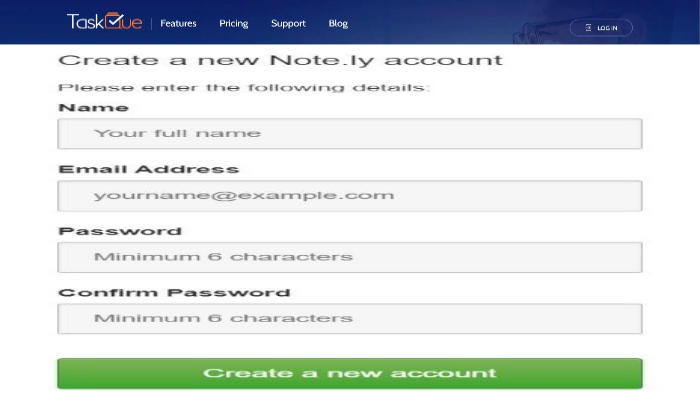 TaskQue Features Pricing Support Blog LOG IN
Create a new Note.ly account
Please enter the following details:
Name
Your full name
Email Address
yourname@example.com
Password
Minimum 6 characters
Confirm Password
Minimum 6 characters
Create a new account